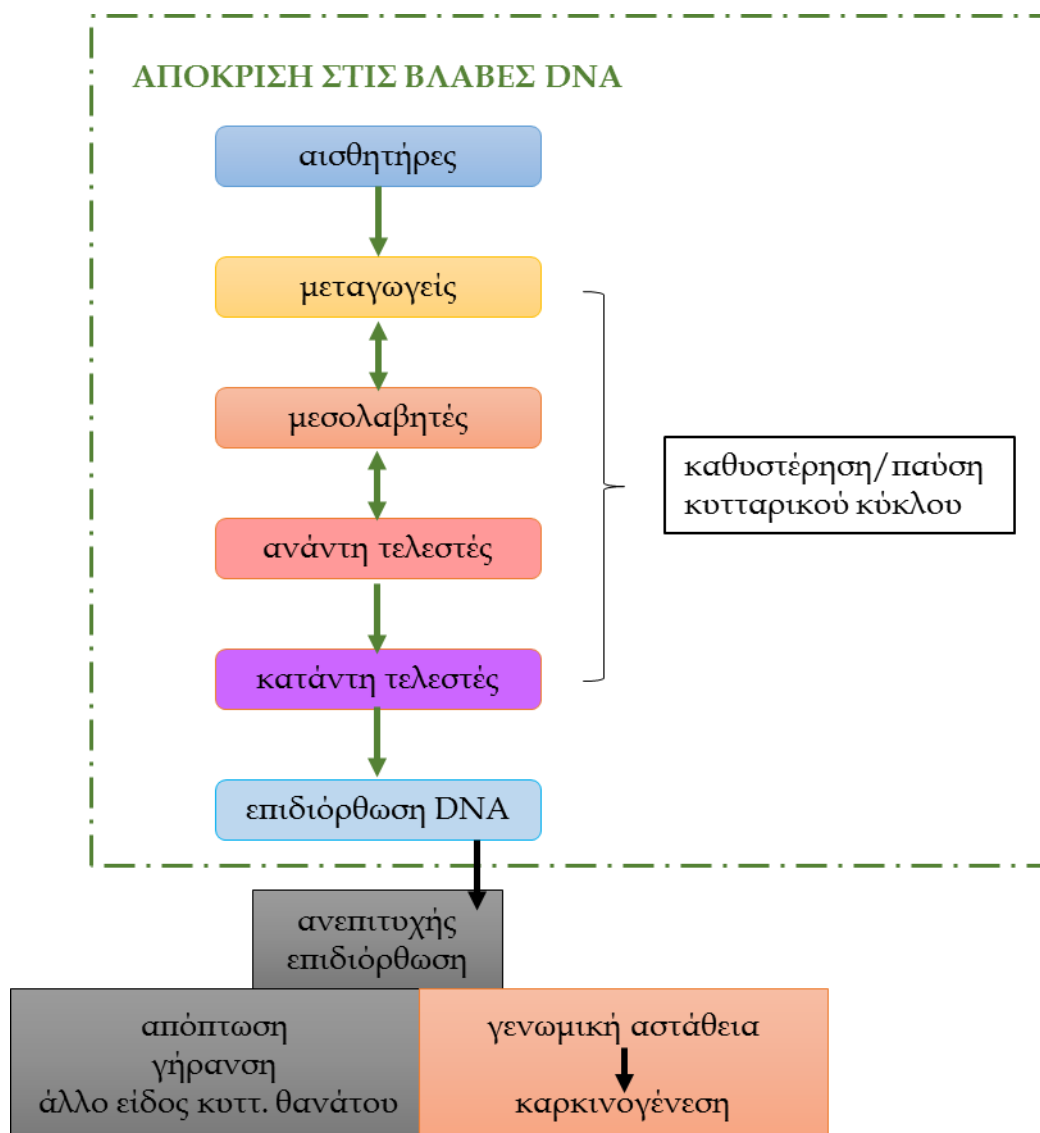 ΑΠΟΚΡΙΣΗ ΣΤΙΣ ΒΛΑΒΕΣ DNA
αισθητήρες
μεταγωγείς
μεσολαβητές
καθυστέρηση/παύση
κυτταρικού κύκλου
ανάντη τελεστές
κατάντη τελεστές
επιδιόρθωση DNA
ανεπιτυχής
επιδιόρθωση
απόπτωση
γήρανση
άλλο είδος κυττ. θανάτου
γενωμική αστάθεια
καρκινογένεση